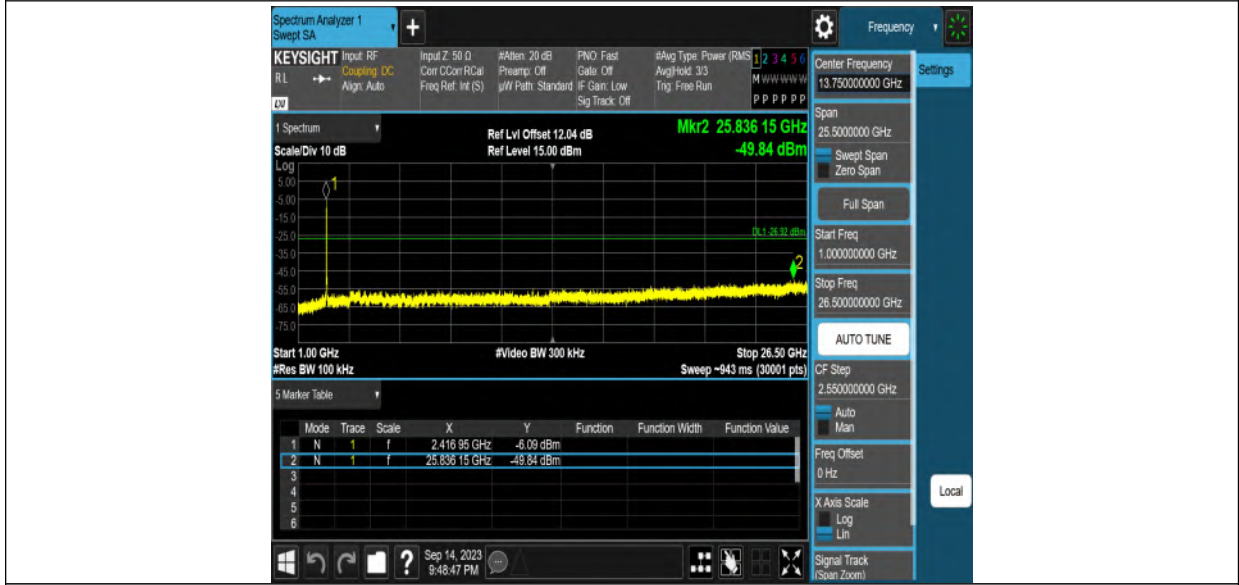 Spectrum Analyzer 1
Swept SA
Frequency
KEYSIGHT
RL
LXI
Input: RF
Coupling: DC
Align: Auto
Input Z: 50 Ω
Corr CCorr RCal
Freq Ref: Int (S)
#Atten: 20 dB
Preamp: Off
µW Path: Standard
PNO: Fast
Gate: Off
IF Gain: Low
Sig Track: Off
#Avg Type: Power (RMS
Avg|Hold: 3/3
Trig: Free Run
1 2 3 4 5 6
M W W W W W
P P P P P P
1 Spectrum
Scale/Div 10 dB
Ref Lvl Offset 12.04 dB
Ref Level 15.00 dBm
Mkr2 25.836 15 GHz
-49.84 dBm
Log
5.00
-5.00
-15.0
-25.0
-35.0
-45.0
-55.0
-65.0
-75.0
1
DL1 -26.92 dBm
2
Start 1.00 GHz
#Res BW 100 kHz
#Video BW 300 kHz
Stop 26.50 GHz
Sweep ~943 ms (30001 pts)
5 Marker Table
Mode Trace Scale X Y Function Function Width Function Value
1 N 1 f 2.416 95 GHz -6.09 dBm
2 N 1 f 25.836 15 GHz -49.84 dBm
3
4
5
6
Sep 14, 2023
9:48:47 PM
Center Frequency
13.750000000 GHz
Settings
Span
25.5000000 GHz
Swept Span
Zero Span
Full Span
Start Freq
1.000000000 GHz
Stop Freq
26.500000000 GHz
AUTO TUNE
CF Step
2.550000000 GHz
Auto
Man
Freq Offset
0 Hz
X Axis Scale
Log
Lin
Signal Track
(Span Zoom)
Local